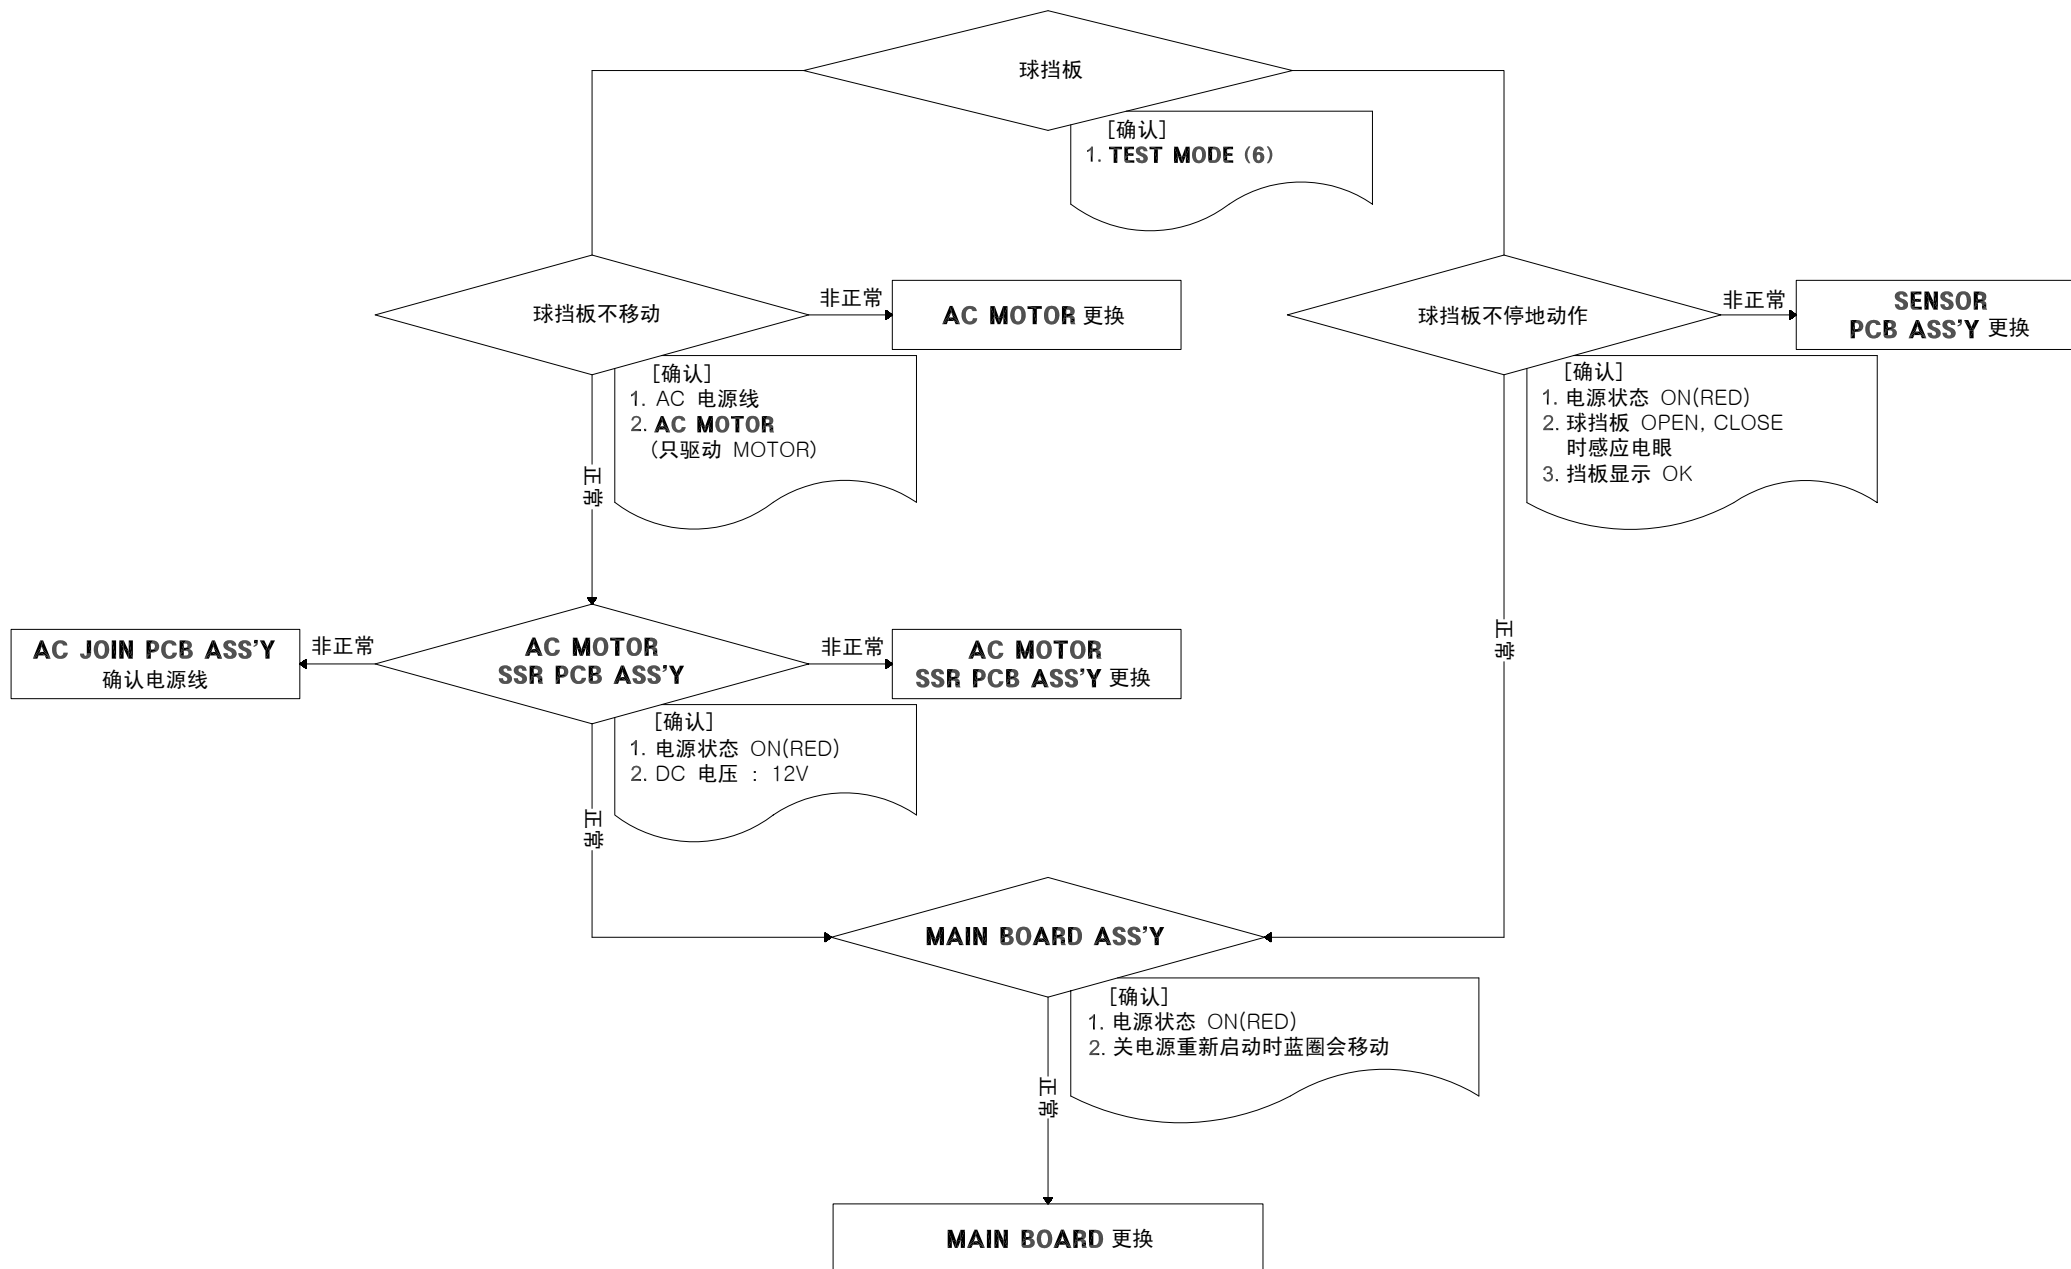 球挡板
[确认]
1. TEST MODE (6)
球挡板不移动
非正常
AC MOTOR 更换
[确认]
1. AC 电源线
2. AC MOTOR
(只驱动 MOTOR)
正常
球挡板不停地动作
非正常
SENSOR
PCB ASS'Y 更换
[确认]
1. 电源状态 ON(RED)
2. 球挡板 OPEN, CLOSE
时感应电眼
3. 挡板显示 OK
正常
AC JOIN PCB ASS'Y
确认电源线
非正常
AC MOTOR
SSR PCB ASS'Y
非正常
AC MOTOR
SSR PCB ASS'Y 更换
[确认]
1. 电源状态 ON(RED)
2. DC 电压 : 12V
正常
MAIN BOARD ASS'Y
[确认]
1. 电源状态 ON(RED)
2. 关电源重新启动时蓝圈会移动
正常
MAIN BOARD 更换